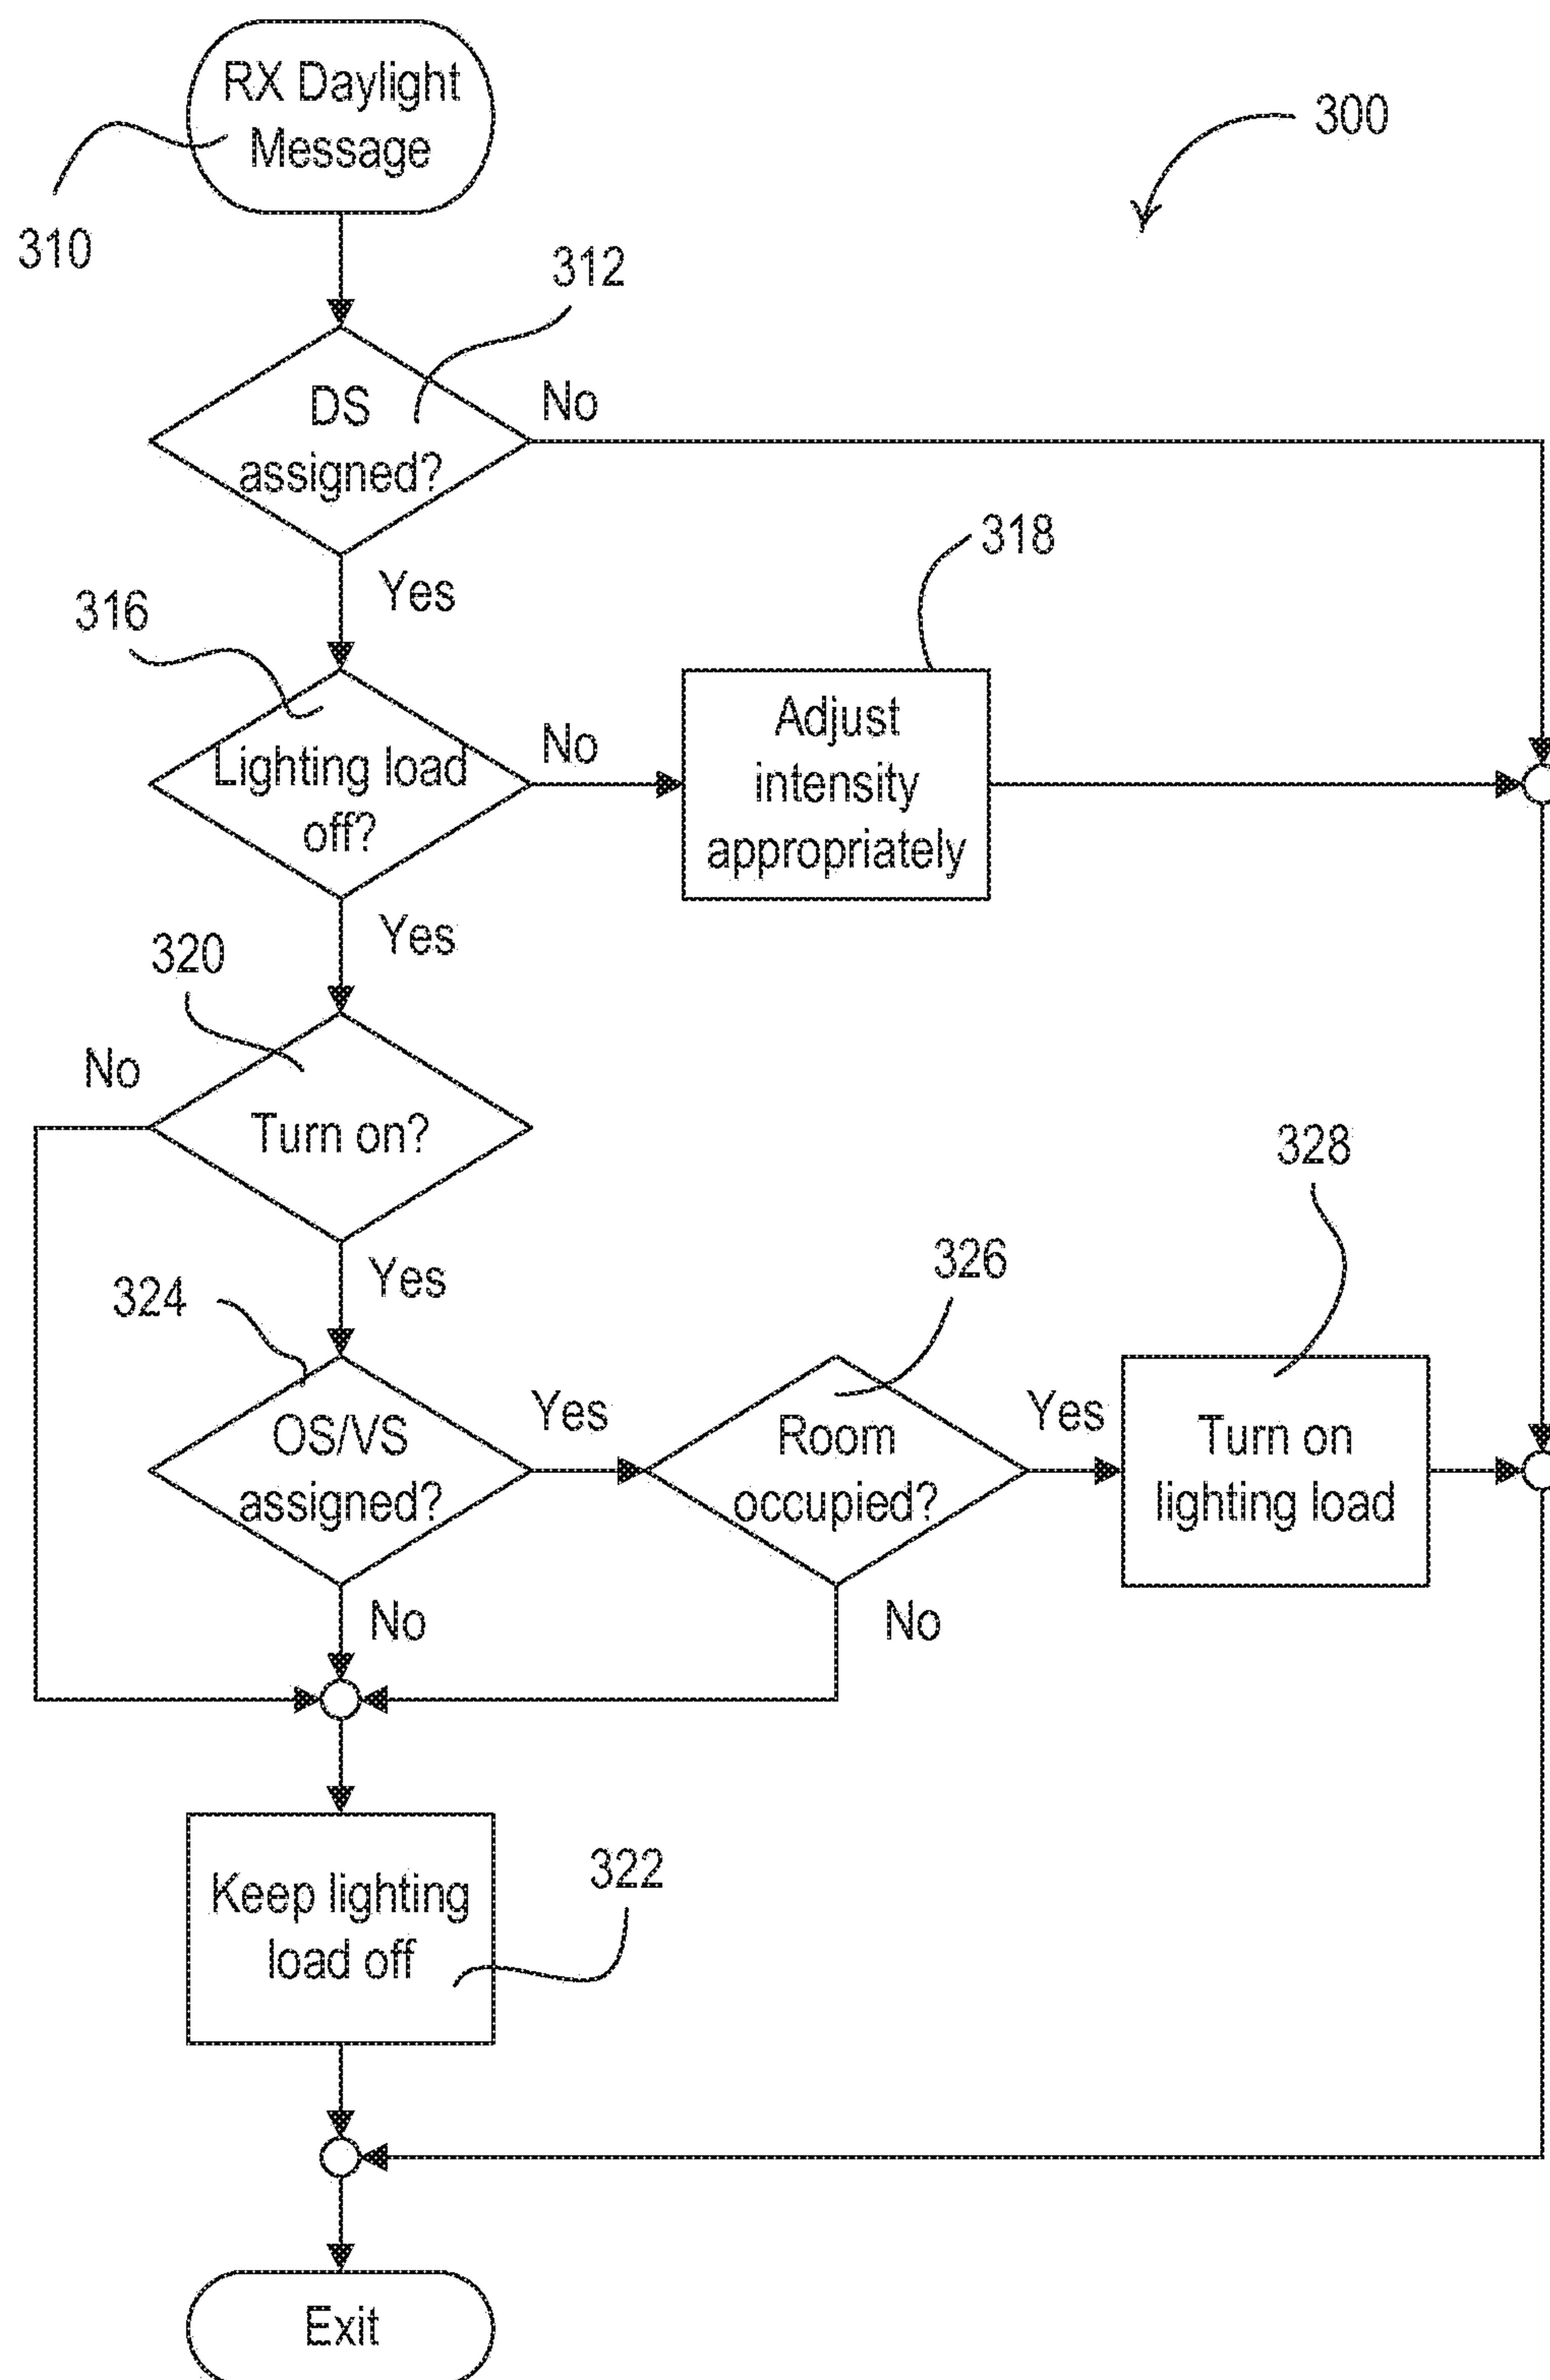 RX Daylight
Message
300
310
312
DS
assigned?
No
Yes
318
316
Lighting load
off?
No
Adjust
intensity
appropriately
Yes
320
No
Turn on?
328
Yes
326
324
OS/VS
assigned?
Yes
Room
occupied?
Yes
Turn on
lighting load
No
No
Keep lighting
load off
322
Exit